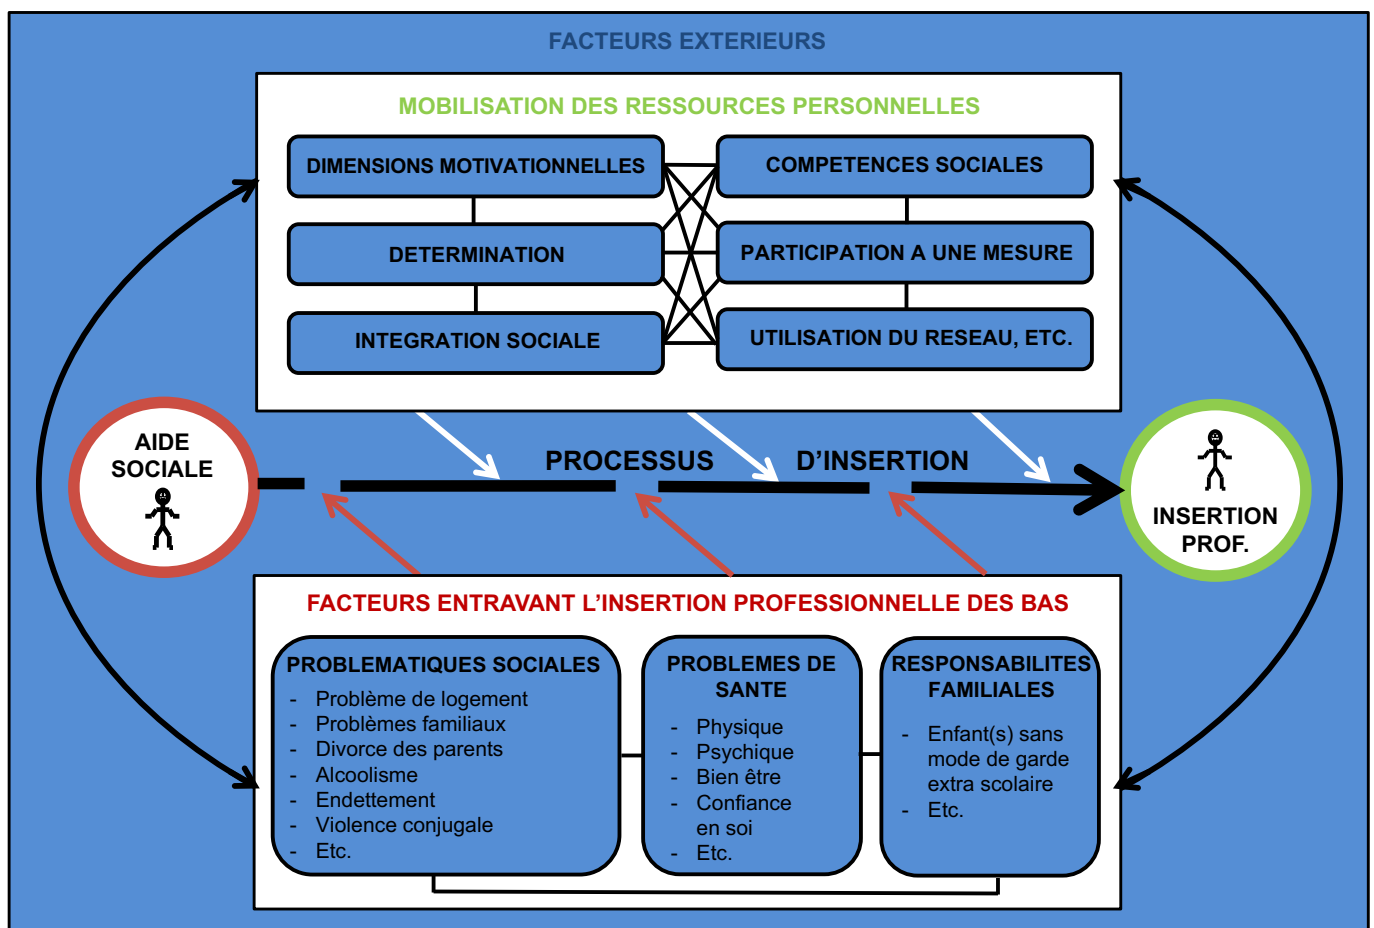 FACTEURS EXTERIEURS
MOBILISATION DES RESSOURCES PERSONNELLES
DIMENSIONS MOTIVATIONNELLES
COMPETENCES SOCIALES
DETERMINATION
PARTICIPATION A UNE MESURE
INTEGRATION SOCIALE
UTILISATION DU RESEAU, ETC.
AIDE
SOCIALE
PROCESSUS D'INSERTION
INSERTION
PROF.
FACTEURS ENTRAVANT L’INSERTION PROFESSIONNELLE DES BAS
PROBLEMATIQUES SOCIALES
- Problème de logement
- Problèmes familiaux
- Divorce des parents
- Alcoolisme
- Endettement
- Violence conjugale
- Etc.
PROBLEMES DE
SANTE
- Physique
- Psychique
- Bien être
- Confiance
en soi
- Etc.
RESPONSABILITES
FAMILIALES
- Enfant(s) sans
mode de garde
extra scolaire
- Etc.